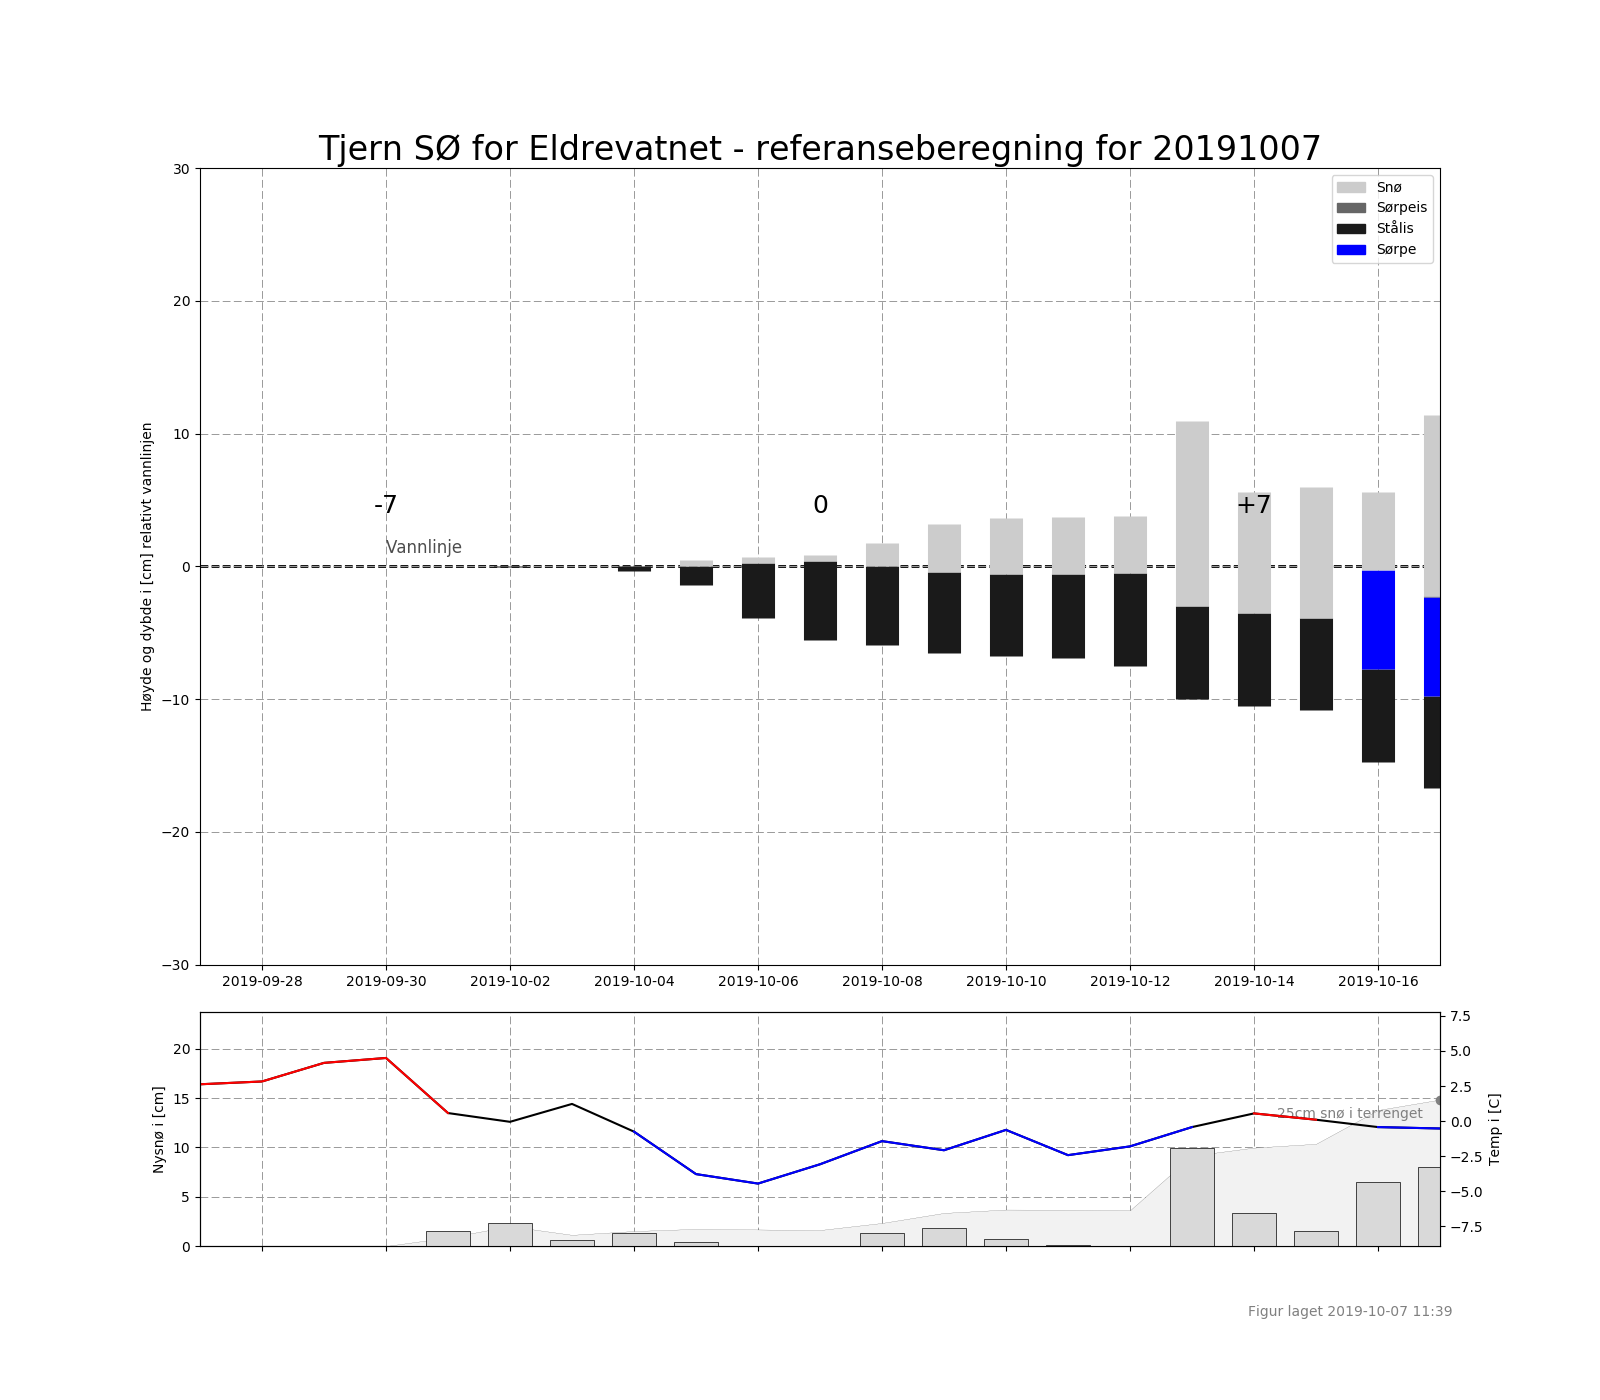 Tjern SØ for Eldrevatnet - referanseberegning for 20191007
Høyde og dybde i [cm] relativt vannlinjen
30
20
10
0
−10
−20
−30
Snø
Sørpeis
Stålis
Sørpe
-7
0
+7
Vannlinje
2019-09-28
2019-09-30
2019-10-02
2019-10-04
2019-10-06
2019-10-08
2019-10-10
2019-10-12
2019-10-14
2019-10-16
Nysnø i [cm]
20
15
10
5
0
25cm snø i terrenget
7.5
5.0
2.5
0.0
−2.5
−5.0
−7.5
Temp i [C]
Figur laget 2019-10-07 11:39